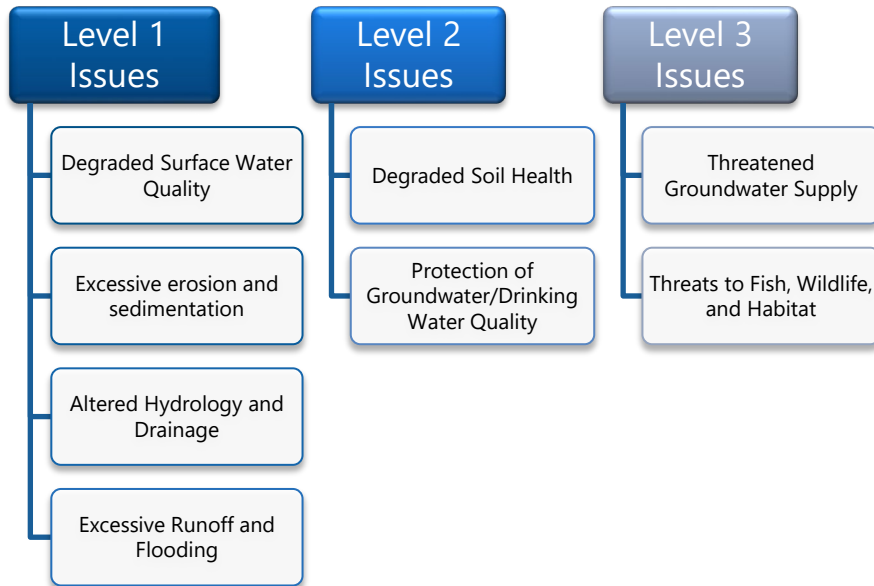 Level 1
Issues
Degraded Surface Water
Quality
Excessive erosion and
sedimentation
Altered Hydrology and
Drainage
Excessive Runoff and
Flooding
Level 2
Issues
Degraded Soil Health
Protection of
Groundwater/Drinking
Water Quality
Level 3
Issues
Threatened
Groundwater Supply
Threats to Fish, Wildlife,
and Habitat